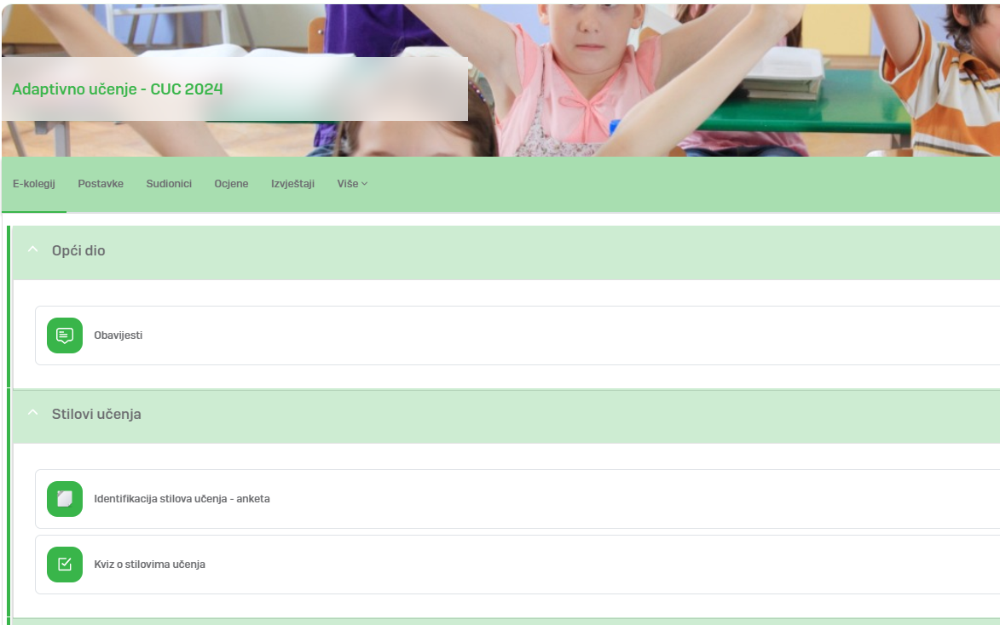 Adaptivno učenje - CUC 2024
E-kolegij Postavke Sudionici Ocjene Izvještaji Više
Opći dio
Obavijesti
Stilovi učenja
Identifikacija stilova učenja - anketa
Kviz o stilovima učenja